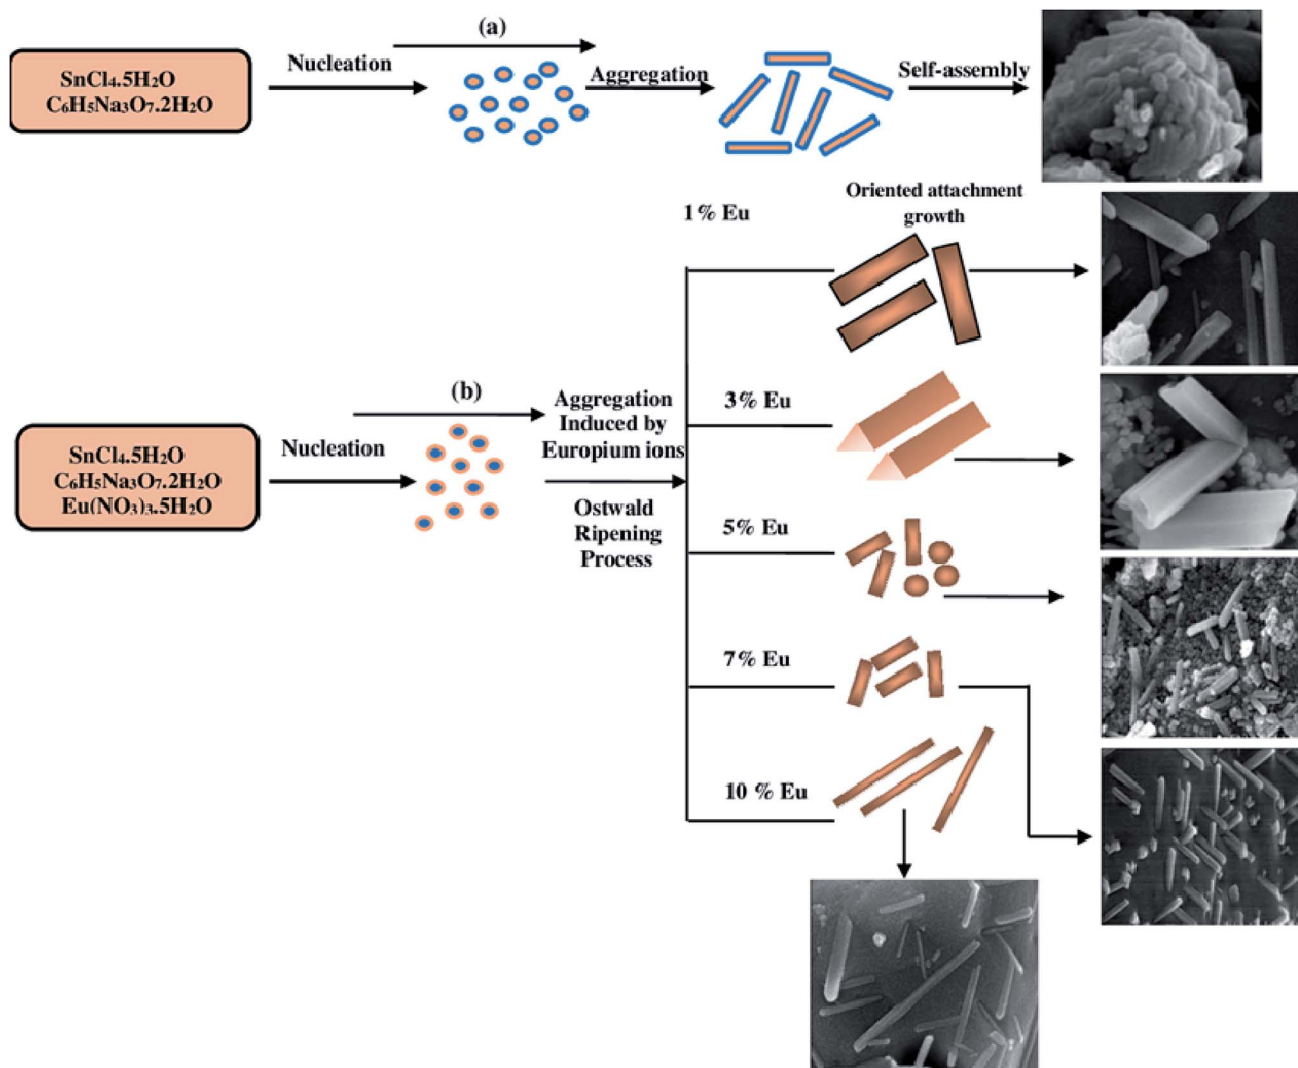 (a)
SnCl₄.5H₂O
C₆H₅Na₃O₇.2H₂O
Nucleation
Aggregation
Self-assembly
1% Eu
Oriented attachment
growth
(b)
SnCl₄.5H₂O
C₆H₅Na₃O₇.2H₂O
Eu(NO₃)₃.5H₂O
Nucleation
Aggregation
Induced by
Europium ions
Ostwald
Ripening
Process
3% Eu
5% Eu
7% Eu
10 % Eu